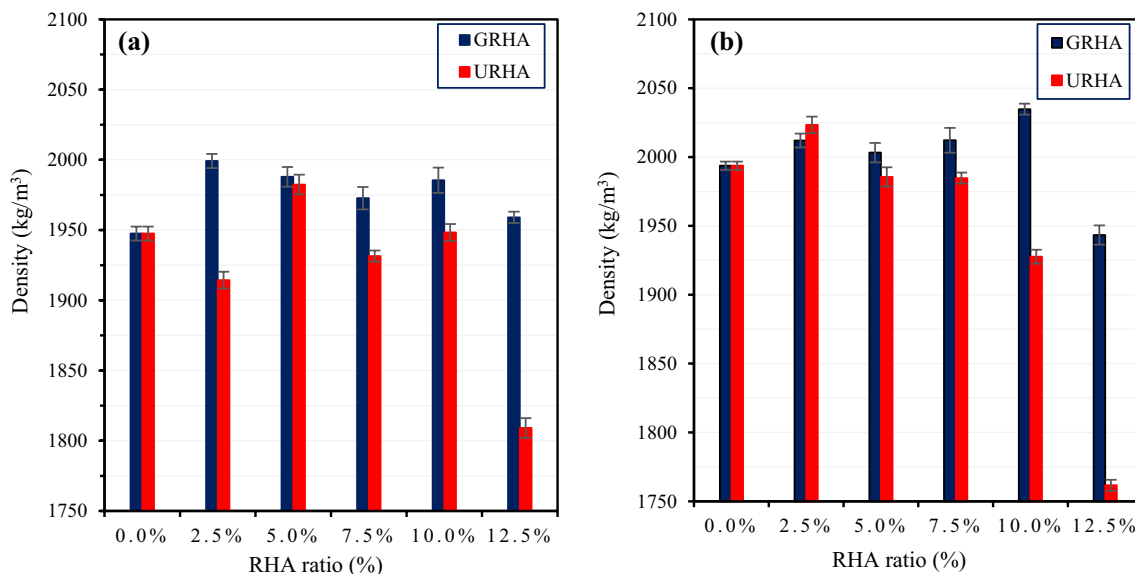 (a)
GRHA
URHA
Density (kg/m³)
2100
2050
2000
1950
1900
1850
1800
1750
0.0% 2.5% 5.0% 7.5% 10.0% 12.5%
RHA ratio (%)
(b)
GRHA
URHA
Density (kg/m³)
2100
2050
2000
1950
1900
1850
1800
1750
0.0% 2.5% 5.0% 7.5% 10.0% 12.5%
RHA ratio (%)